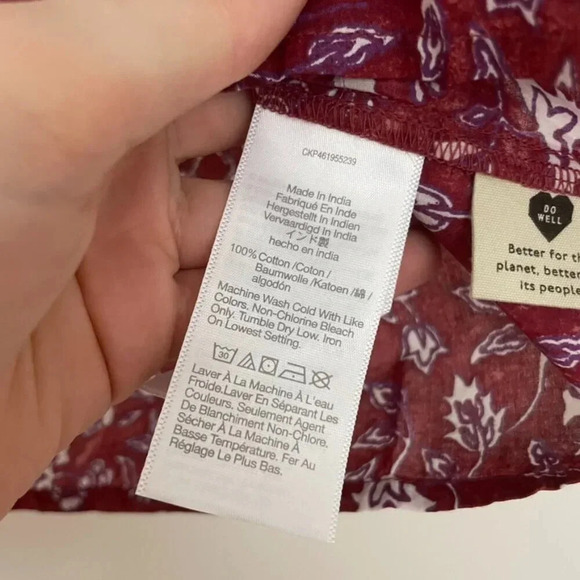 CKP461955239
Made in India
Fabriqué En Inde
Hergestellt In Indien
Vervaardigd In India
インド製
hecho en india
100% Cotton /Coton /
Baumwolle /Katoen /綿 /
algodón
Machine Wash Cold With Like
Colors. Non-Chlorine Bleach
Only. Tumble Dry Low. Iron
On Lowest Setting.
30
Laver À La Machine À L'eau
Froide.Laver En Séparant Les
Couleurs. Seulement Agent
De Blanchiment Non-Chlore.
Sécher À La Machine À
Basse Température. Fer Au
Réglage Le Plus Bas.
DO
WELL
Better for th
planet, better
its people